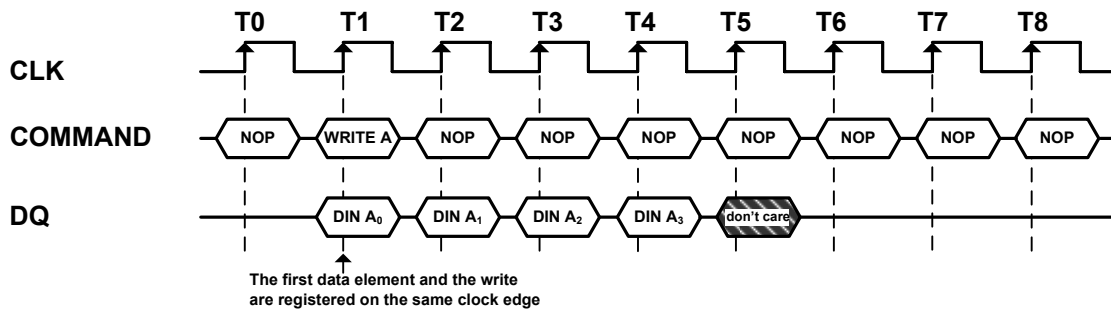 T0 T1 T2 T3 T4 T5 T6 T7 T8
CLK
COMMAND NOP WRITE A NOP NOP NOP NOP NOP NOP NOP
DQ DIN A₀ DIN A₁ DIN A₂ DIN A₃ don't care
The first data element and the write
are registered on the same clock edge